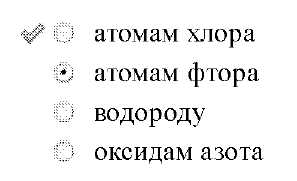 атомам хлора
атомам фтора
водороду
оксидам азота